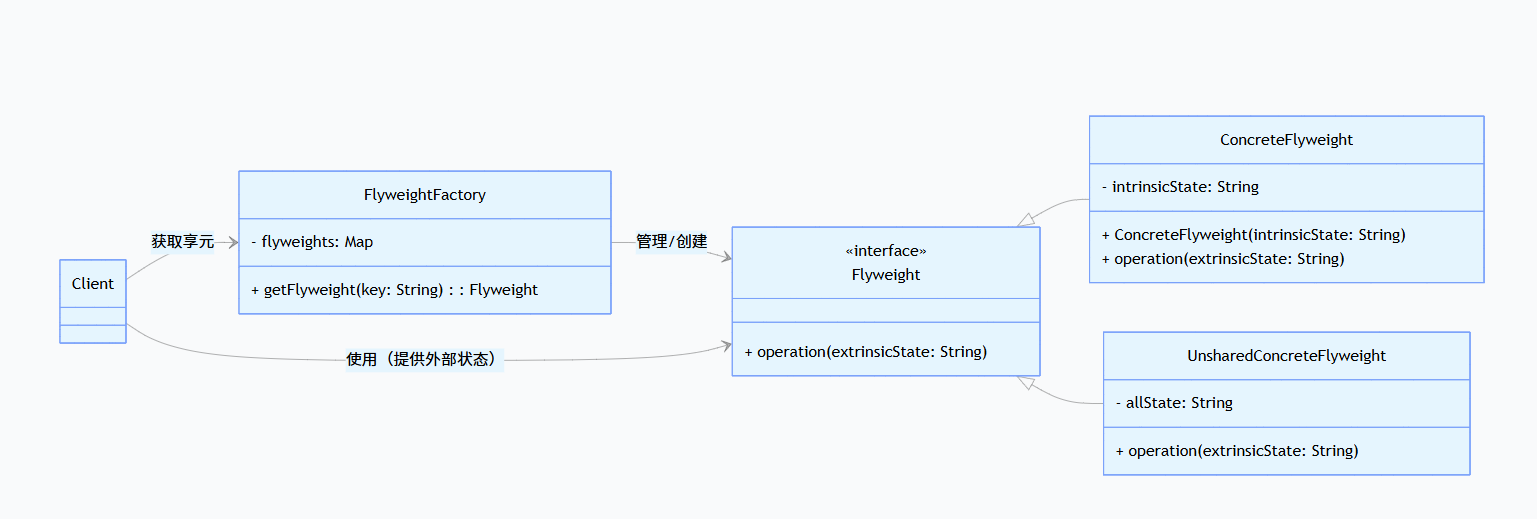 Client
获取享元
FlyweightFactory
- flyweights: Map
+ getFlyweight(key: String) : : Flyweight
管理/创建
使用（提供外部状态）
«interface»
Flyweight
+ operation(extrinsicState: String)
ConcreteFlyweight
- intrinsicState: String
+ ConcreteFlyweight(intrinsicState: String)
+ operation(extrinsicState: String)
UnsharedConcreteFlyweight
- allState: String
+ operation(extrinsicState: String)